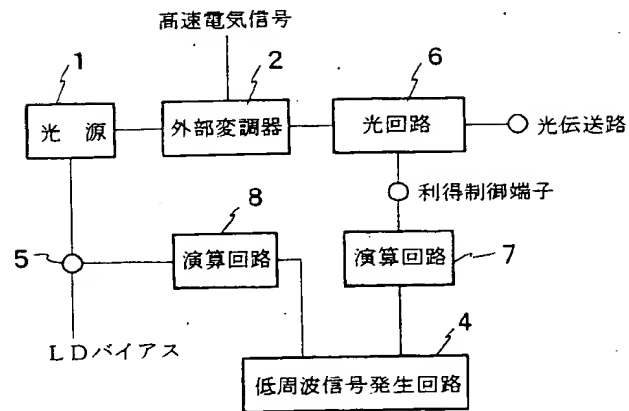 高速電気信号
1
2
6
光源
外部変調器
光回路
光伝送路
利得制御端子
8
5
演算回路
演算回路
7
LDバイアス
4
低周波信号発生回路